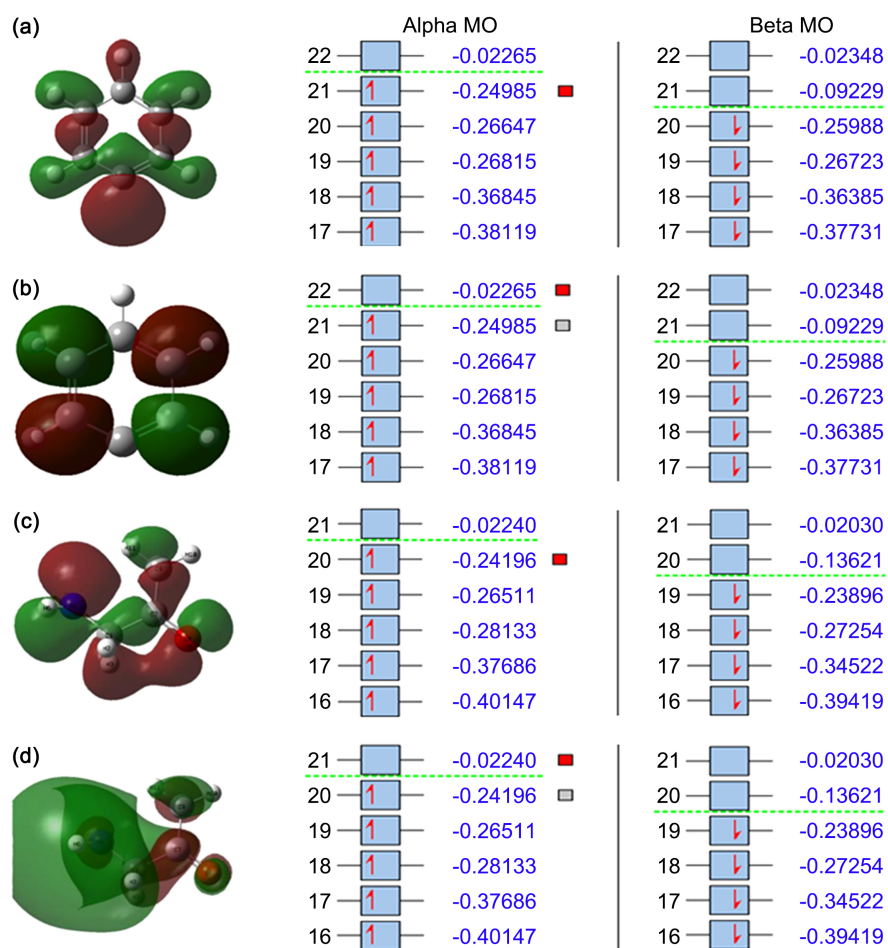 (a) Alpha MO Beta MO
22 -0.02265 22 -0.02348
21 -0.24985 21 -0.09229
20 -0.26647 20 -0.25988
19 -0.26815 19 -0.26723
18 -0.36845 18 -0.36385
17 -0.38119 17 -0.37731
(b) 22 -0.02265 22 -0.02348
21 -0.24985 21 -0.09229
20 -0.26647 20 -0.25988
19 -0.26815 19 -0.26723
18 -0.36845 18 -0.36385
17 -0.38119 17 -0.37731
(c) 21 -0.02240 21 -0.02030
20 -0.24196 20 -0.13621
19 -0.26511 19 -0.23896
18 -0.28133 18 -0.27254
17 -0.37686 17 -0.34522
16 -0.40147 16 -0.39419
(d) 21 -0.02240 21 -0.02030
20 -0.24196 20 -0.13621
19 -0.26511 19 -0.23896
18 -0.28133 18 -0.27254
17 -0.37686 17 -0.34522
16 -0.40147 16 -0.39419